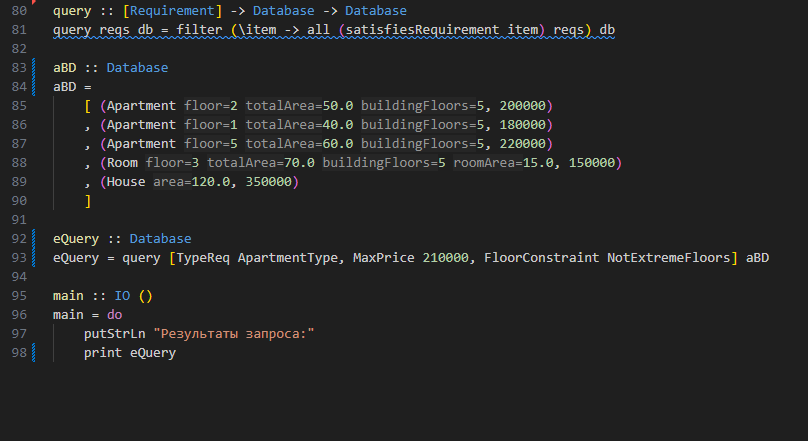 80 query :: [Requirement] -> Database -> Database
81 query reqs db = filter (\item -> all (satisfiesRequirement item) reqs) db
82
83 aBD :: Database
84 aBD =
85     [ (Apartment floor=2 totalArea=50.0 buildingFloors=5, 200000)
86     , (Apartment floor=1 totalArea=40.0 buildingFloors=5, 180000)
87     , (Apartment floor=5 totalArea=60.0 buildingFloors=5, 220000)
88     , (Room floor=3 totalArea=70.0 buildingFloors=5 roomArea=15.0, 150000)
89     , (House area=120.0, 350000)
90     ]
91
92 eQuery :: Database
93 eQuery = query [TypeReq ApartmentType, MaxPrice 210000, FloorConstraint NotExtremeFloors] aBD
94
95 main :: IO ()
96 main = do
97     putStrLn "Результаты запроса:"
98     print eQuery